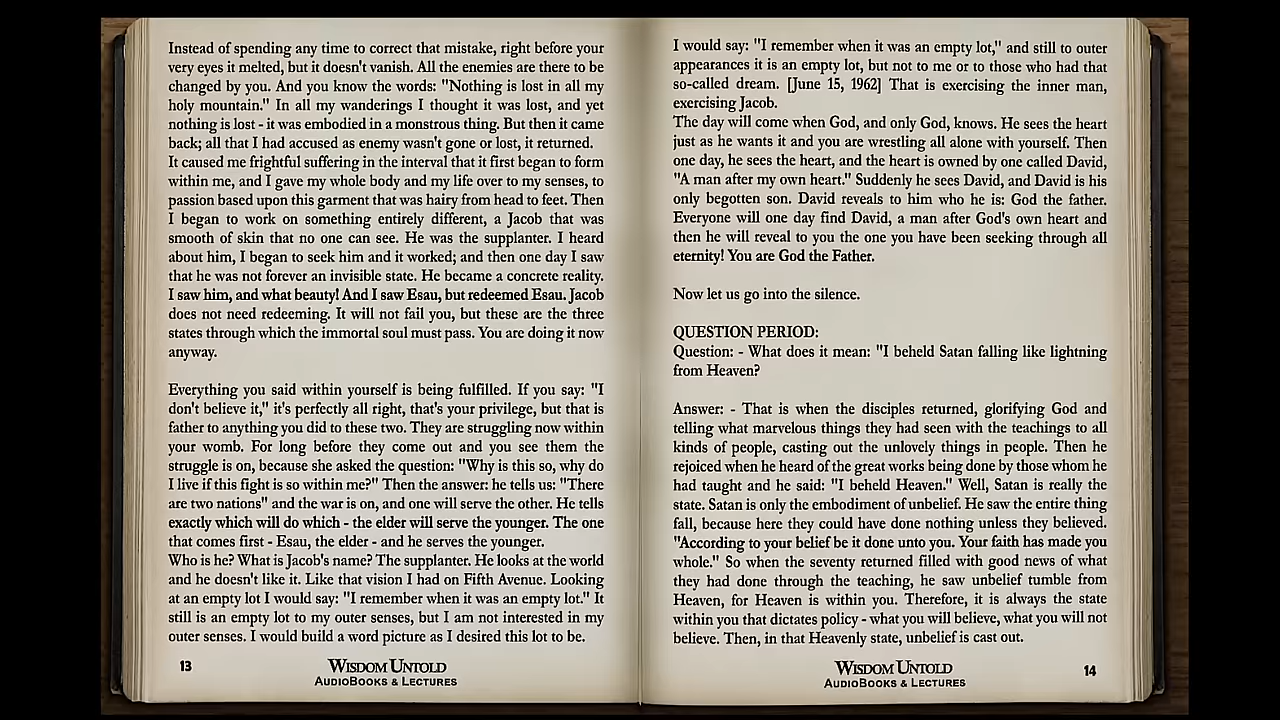 Instead of spending any time to correct that mistake, right before your
very eyes it melted, but it doesn't vanish. All the enemies are there to be
changed by you. And you know the words: "Nothing is lost in all my
holy mountain." In all my wanderings I thought it was lost, and yet
nothing is lost - it was embodied in a monstrous thing. But then it came
back; all that I had accused as enemy wasn't gone or lost, it returned.
It caused me frightful suffering in the interval that it first began to form
within me, and I gave my whole body and my life over to my senses, to
passion based upon this garment that was hairy from head to feet. Then
I began to work on something entirely different, a Jacob that was
smooth of skin that no one can see. He was the supplanter. I heard
about him, I began to seek him and it worked; and then one day I saw
that he was not forever an invisible state. He became a concrete reality.
I saw him, and what beauty! And I saw Esau, but redeemed Esau. Jacob
does not need redeeming. It will not fail you, but these are the three
states through which the immortal soul must pass. You are doing it now
anyway.
Everything you said within yourself is being fulfilled. If you say: "I
don't believe it," it's perfectly all right, that's your privilege, but that is
father to anything you did to these two. They are struggling now within
your womb. For long before they come out and you see them the
struggle is on, because she asked the question: "Why is this so, why do
I live if this fight is so within me?" Then the answer: he tells us: "There
are two nations" and the war is on, and one will serve the other. He tells
exactly which will do which - the elder will serve the younger. The one
that comes first - Esau, the elder - and he serves the younger.
Who is he? What is Jacob's name? The supplanter. He looks at the world
and he doesn't like it. Like that vision I had on Fifth Avenue. Looking
at an empty lot I would say: "I remember when it was an empty lot." It
still is an empty lot to my outer senses, but I am not interested in my
outer senses. I would build a word picture as I desired this lot to be.
13
WISDOM UNTOLD
AUDIOBOOKS & LECTURES
I would say: "I remember when it was an empty lot," and still to outer
appearances it is an empty lot, but not to me or to those who had that
so-called dream. [June 15, 1962] That is exercising the inner man,
exercising Jacob.
The day will come when God, and only God, knows. He sees the heart
just as he wants it and you are wrestling all alone with yourself. Then
one day, he sees the heart, and the heart is owned by one called David,
"A man after my own heart." Suddenly he sees David, and David is his
only begotten son. David reveals to him who he is: God the father.
Everyone will one day find David, a man after God's own heart and
then he will reveal to you the one you have been seeking through all
eternity! You are God the Father.
Now let us go into the silence.
QUESTION PERIOD:
Question: - What does it mean: "I beheld Satan falling like lightning
from Heaven?
Answer: - That is when the disciples returned, glorifying God and
telling what marvelous things they had seen with the teachings to all
kinds of people, casting out the unlovely things in people. Then he
rejoiced when he heard of the great works being done by those whom he
had taught and he said: "I beheld Heaven." Well, Satan is really the
state. Satan is only the embodiment of unbelief. He saw the entire thing
fall, because here they could have done nothing unless they believed.
"According to your belief be it done unto you. Your faith has made you
whole." So when the seventy returned filled with good news of what
they had done through the teaching, he saw unbelief tumble from
Heaven, for Heaven is within you. Therefore, it is always the state
within you that dictates policy - what you will believe, what you will not
believe. Then, in that Heavenly state, unbelief is cast out.
WISDOM UNTOLD
AUDIOBOOKS & LECTURES
14